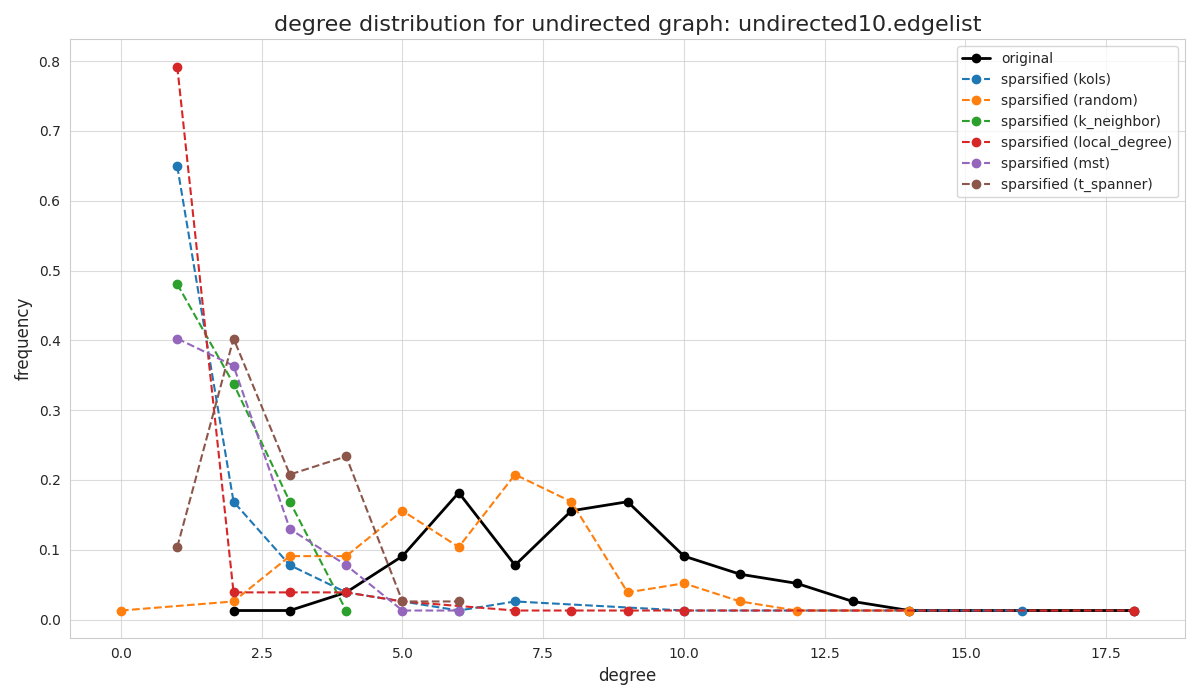 degree distribution for undirected graph: undirected10.edgelist
original
sparsified (kols)
sparsified (random)
sparsified (k_neighbor)
sparsified (local_degree)
sparsified (mst)
sparsified (t_spanner)
frequency
0.8
0.7
0.6
0.5
0.4
0.3
0.2
0.1
0.0
0.0 2.5 5.0 7.5 10.0 12.5 15.0 17.5
degree